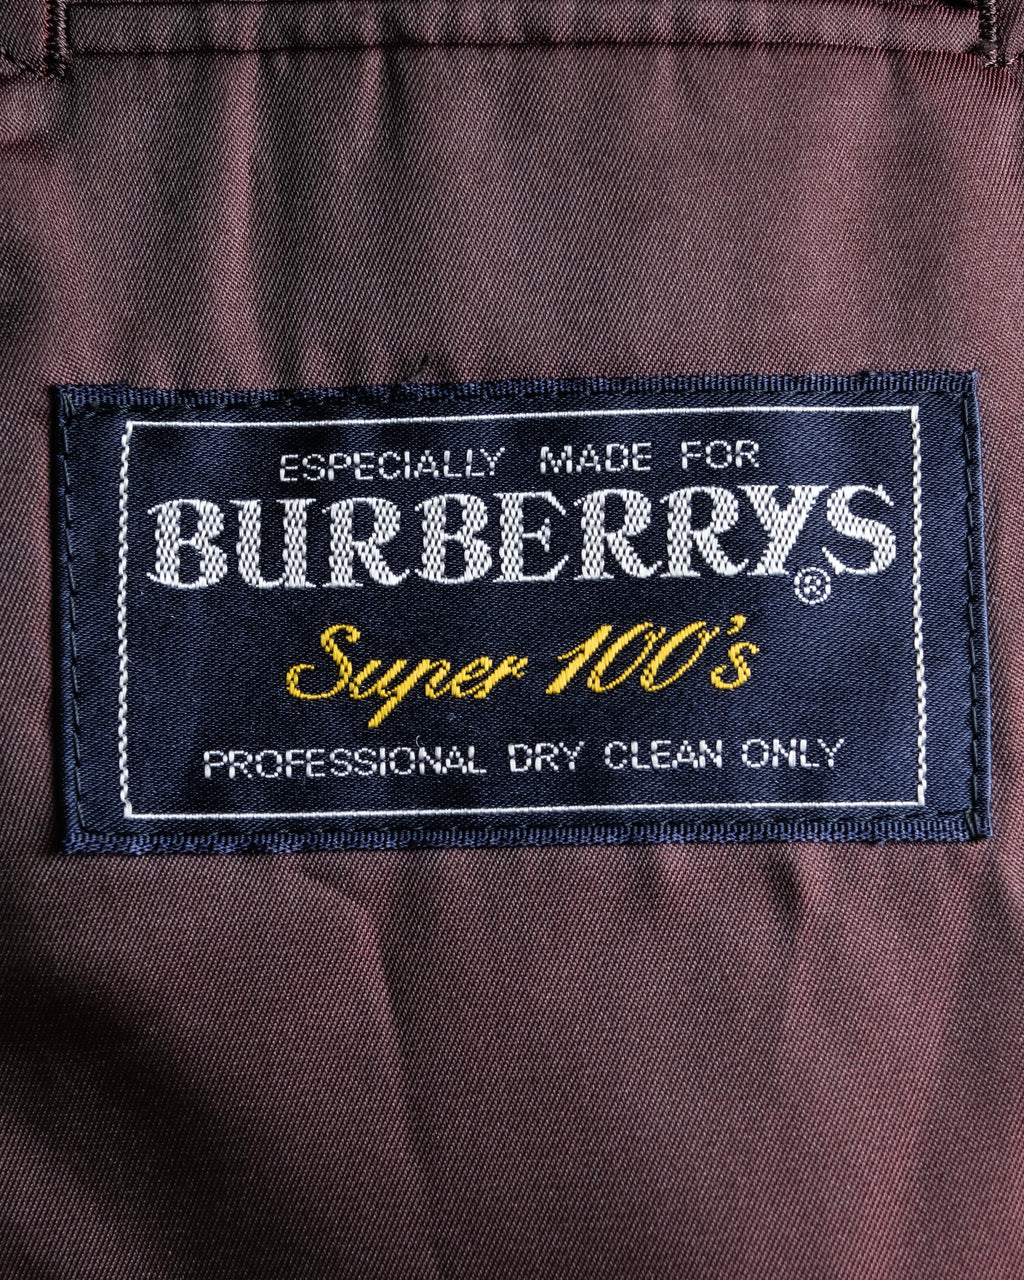 ESPECIALLY MADE FOR
BURBERRYS®
Super 100's
PROFESSIONAL DRY CLEAN ONLY